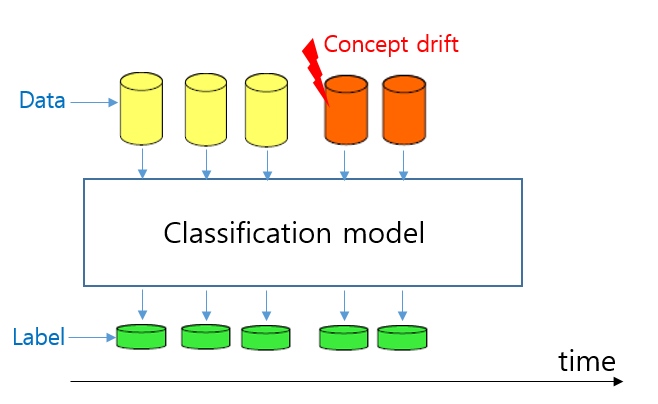 Concept drift
Data
Classification model
Label
time